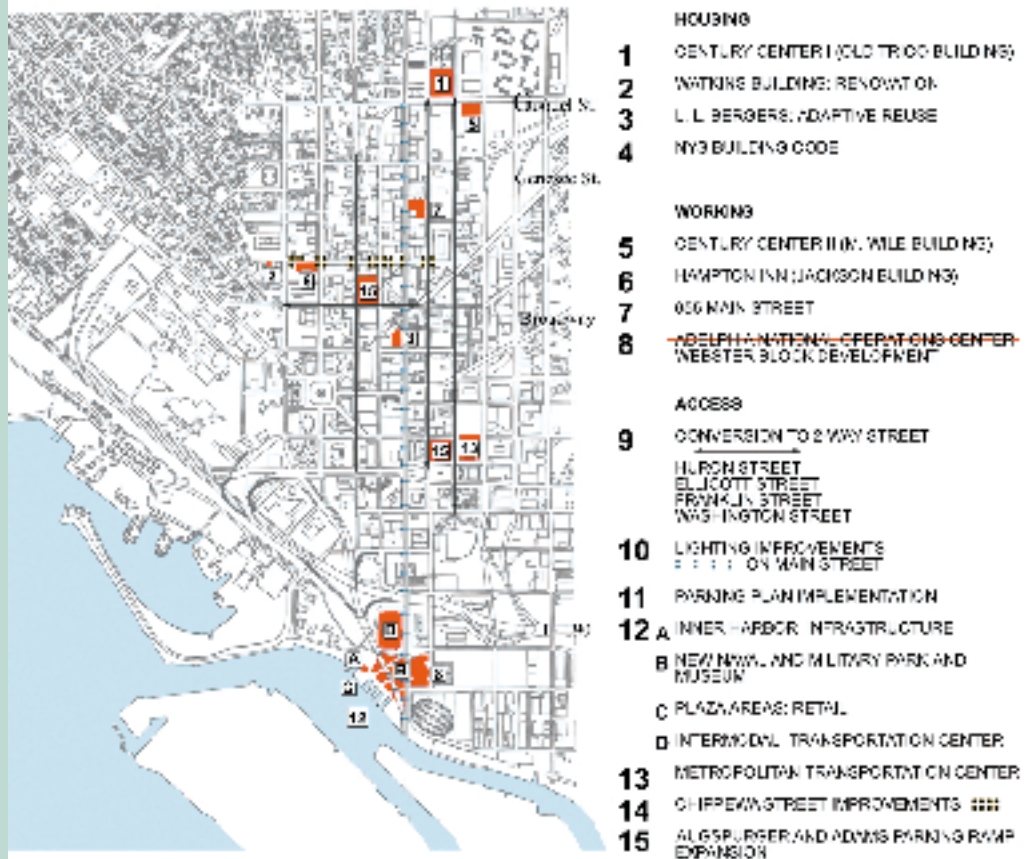 HOUSING
1 CENTURY CENTER I (OLD TRICO BUILDING)
2 WATKINS BUILDING: RENOVATION
3 L. L. BERGERS: ADAPTIVE REUSE
4 NYS BUILDING CODE
WORKING
5 CENTURY CENTER II (M. WILE BUILDING)
6 HAMPTON INN (JACKSON BUILDING)
7 MAIN STREET
8 ADELPHIA NATIONAL OPERATIONS CENTER
WEBSTER BLOCK DEVELOPMENT
ACCESS
9 CONVERSION TO 2 WAY STREET
HURON STREET
ELLICOTT STREET
FRANKLIN STREET
WASHINGTON STREET
10 LIGHTING IMPROVEMENTS
ON MAIN STREET
11 PARKING PLAN IMPLEMENTATION
12 A INNER HARBOR INFRASTRUCTURE
B NEW NAVAL AND MILITARY PARK AND
MUSEUM
C PLAZA AREAS: RETAIL
D INTERMODAL TRANSPORTATION CENTER
13 METROPOLITAN TRANSPORTATION CENTER
14 CHIPPEWA STREET IMPROVEMENTS
15 AUGSPURGER AND ADAMS PARKING RAMP
EXPANSION
1
5
Genesee St.
7
2
6
15
Broadway
3
15
13
A
8
12